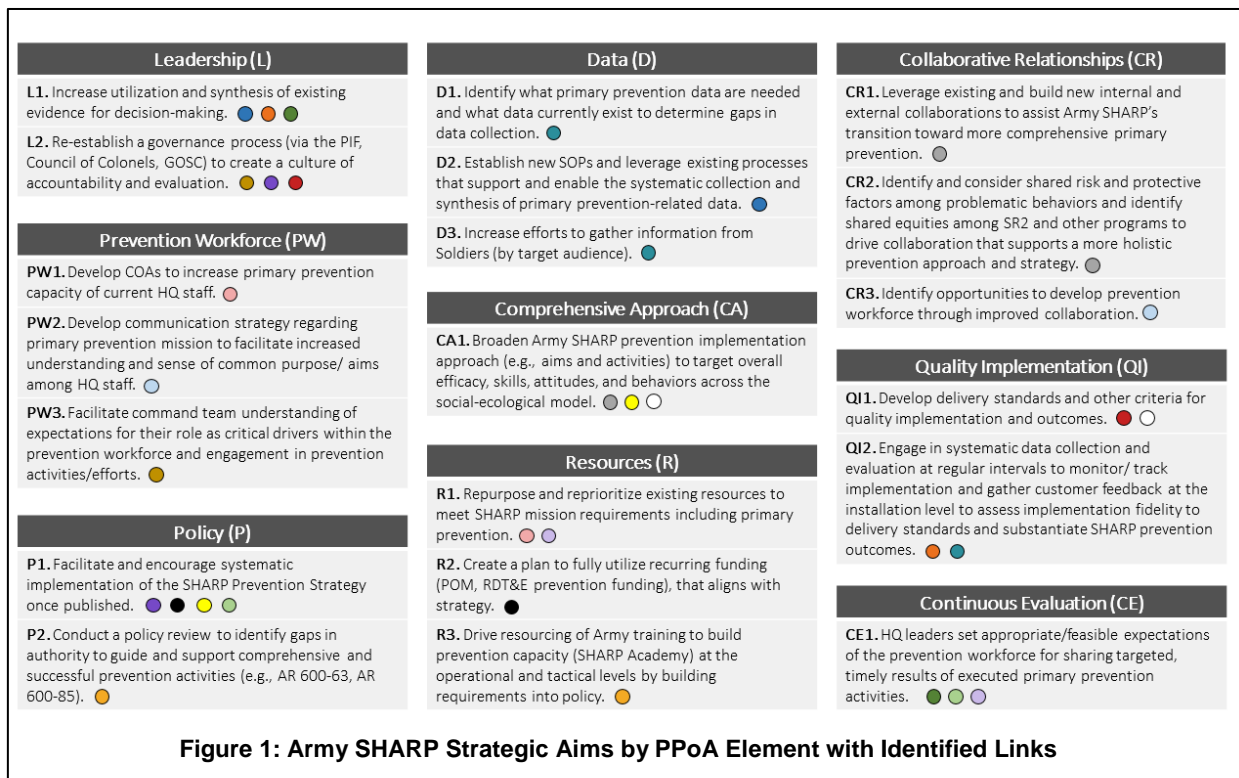 Leadership (L)
L1. Increase utilization and synthesis of existing
evidence for decision-making.
L2. Re-establish a governance process (via the PIF,
Council of Colonels, GOSC) to create a culture of
accountability and evaluation.
Prevention Workforce (PW)
PW1. Develop COAs to increase primary prevention
capacity of current HQ staff.
PW2. Develop communication strategy regarding
primary prevention mission to facilitate increased
understanding and sense of common purpose/ aims
among HQ staff.
PW3. Facilitate command team understanding of
expectations for their role as critical drivers within the
prevention workforce and engagement in prevention
activities/efforts.
Policy (P)
P1. Facilitate and encourage systematic
implementation of the SHARP Prevention Strategy
once published.
P2. Conduct a policy review to identify gaps in
authority to guide and support comprehensive and
successful prevention activities (e.g., AR 600-63, AR
600-85).
Data (D)
D1. Identify what primary prevention data are needed
and what data currently exist to determine gaps in
data collection.
D2. Establish new SOPs and leverage existing processes
that support and enable the systematic collection and
synthesis of primary prevention-related data.
D3. Increase efforts to gather information from
Soldiers (by target audience).
Comprehensive Approach (CA)
CA1. Broaden Army SHARP prevention implementation
approach (e.g., aims and activities) to target overall
efficacy, skills, attitudes, and behaviors across the
social-ecological model.
Resources (R)
R1. Repurpose and reprioritize existing resources to
meet SHARP mission requirements including primary
prevention.
R2. Create a plan to fully utilize recurring funding
(POM, RDT&E prevention funding), that aligns with
strategy.
R3. Drive resourcing of Army training to build
prevention capacity (SHARP Academy) at the
operational and tactical levels by building
requirements into policy.
Collaborative Relationships (CR)
CR1. Leverage existing and build new internal and
external collaborations to assist Army SHARP's
transition toward more comprehensive primary
prevention.
CR2. Identify and consider shared risk and protective
factors among problematic behaviors and identify
shared equities among SR2 and other programs to
drive collaboration that supports a more holistic
prevention approach and strategy.
CR3. Identify opportunities to develop prevention
workforce through improved collaboration.
Quality Implementation (QI)
QI1. Develop delivery standards and other criteria for
quality implementation and outcomes.
QI2. Engage in systematic data collection and
evaluation at regular intervals to monitor/ track
implementation and gather customer feedback at the
installation level to assess implementation fidelity to
delivery standards and substantiate SHARP prevention
outcomes.
Continuous Evaluation (CE)
CE1. HQ leaders set appropriate/feasible expectations
of the prevention workforce for sharing targeted,
timely results of executed primary prevention
activities.
Figure 1: Army SHARP Strategic Aims by PPoA Element with Identified Links